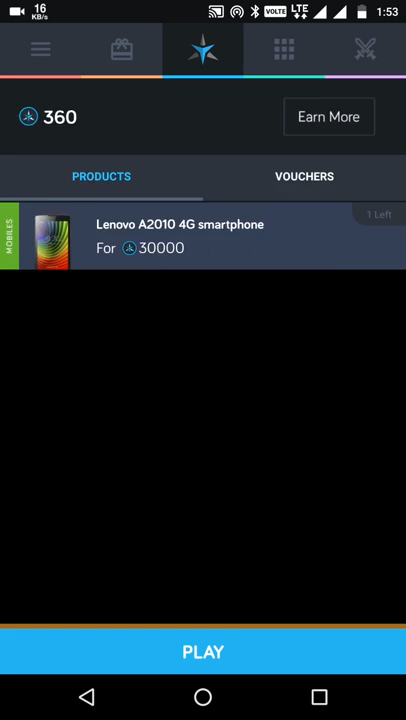 16
KB/s
VOLTE
LTE
1:53
360
Earn More
PRODUCTS
VOUCHERS
1 Left
MOBILES
Lenovo A2010 4G smartphone
For 30000
PLAY